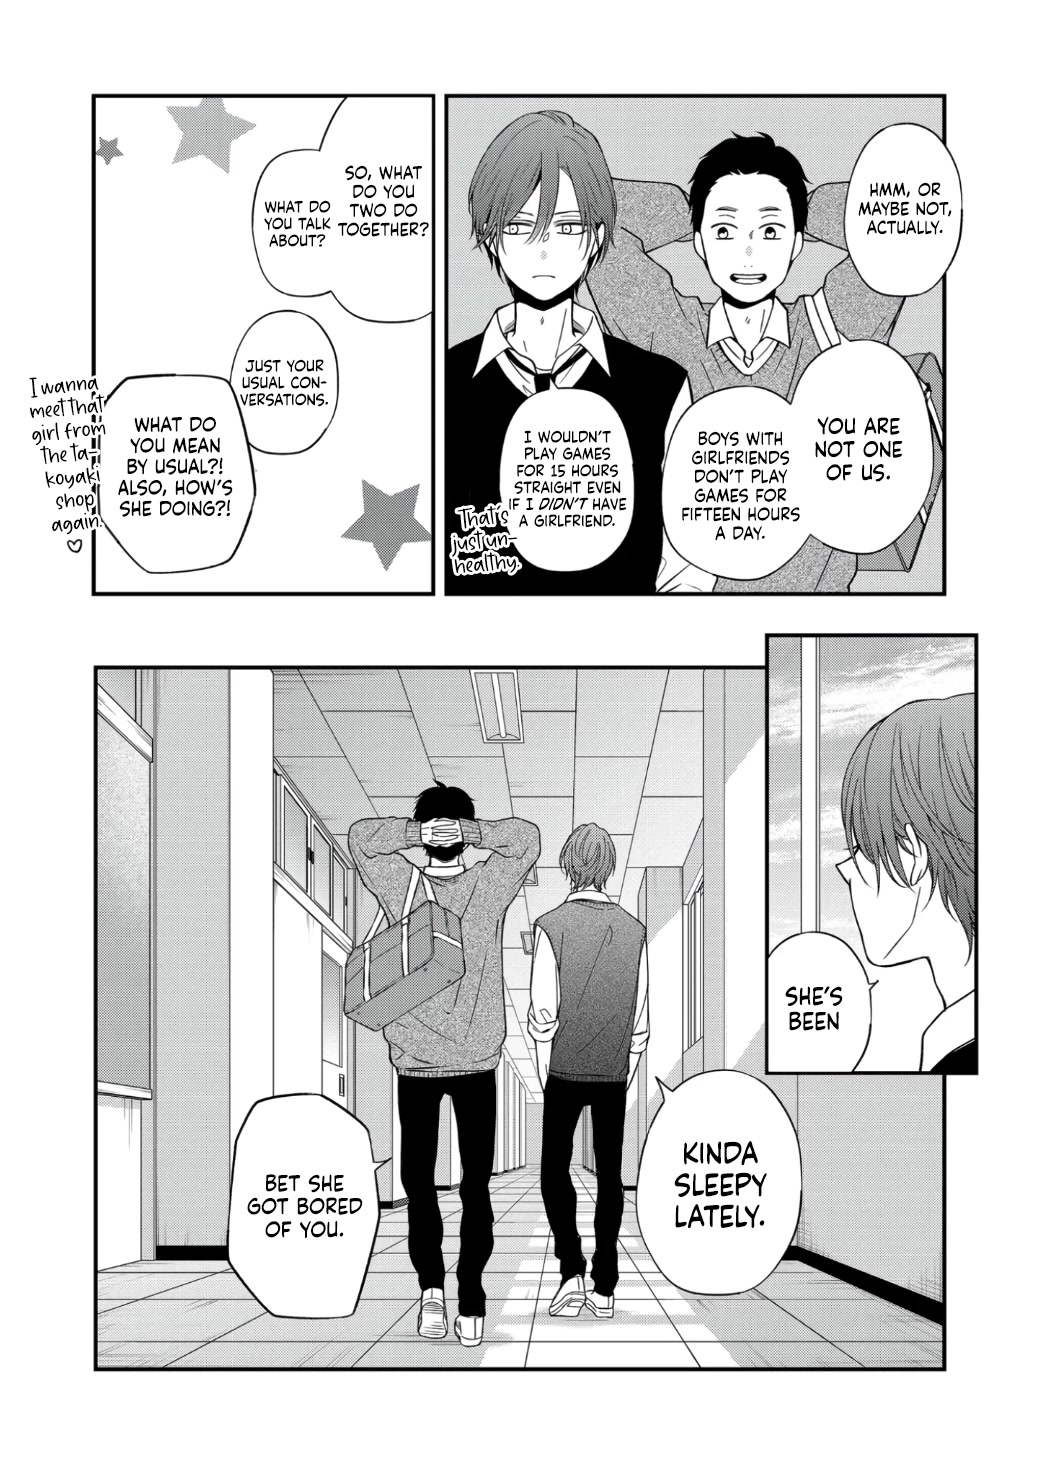 HMM, OR
MAYBE NOT,
ACTUALLY.
YOU ARE
NOT ONE
OF US.
BOYS WITH
GIRLFRIENDS
DON'T PLAY
GAMES FOR
FIFTEEN HOURS
A DAY.
I WOULDN'T
PLAY GAMES
FOR 15 HOURS
STRAIGHT EVEN
IF I DIDN'T HAVE
A GIRLFRIEND.
That's
just un-
healthy.
SO, WHAT
DO YOU
TWO DO
TOGETHER?
WHAT DO
YOU TALK
ABOUT?
JUST YOUR
USUAL CON-
VERSATIONS.
WHAT DO
YOU MEAN
BY USUAL?!
ALSO, HOW'S
SHE DOING?!
I wanna
meet that
girl from
the ta-
koyaki
shop
again.
♡
SHE'S
BEEN
KINDA
SLEEPY
LATELY.
BET SHE
GOT BORED
OF YOU.